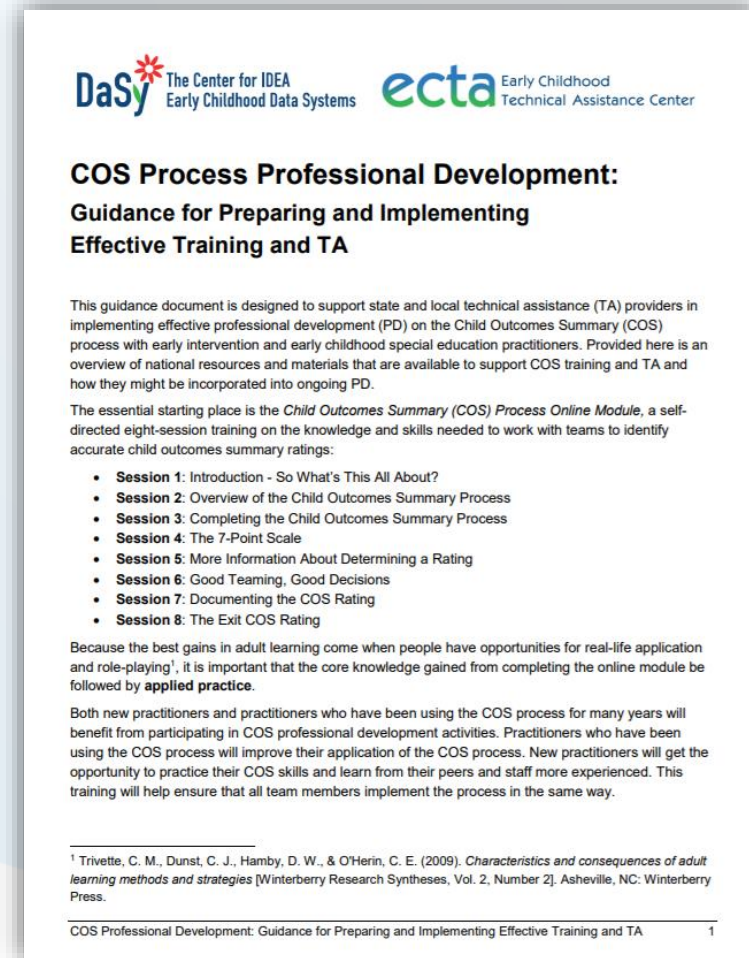 DaSy The Center for IDEA
Early Childhood Data Systems
ecta Early Childhood
Technical Assistance Center
COS Process Professional Development:
Guidance for Preparing and Implementing
Effective Training and TA
This guidance document is designed to support state and local technical assistance (TA) providers in
implementing effective professional development (PD) on the Child Outcomes Summary (COS)
process with early intervention and early childhood special education practitioners. Provided here is an
overview of national resources and materials that are available to support COS training and TA and
how they might be incorporated into ongoing PD.
The essential starting place is the Child Outcomes Summary (COS) Process Online Module, a self-
directed eight-session training on the knowledge and skills needed to work with teams to identify
accurate child outcomes summary ratings:
• Session 1: Introduction - So What's This All About?
• Session 2: Overview of the Child Outcomes Summary Process
• Session 3: Completing the Child Outcomes Summary Process
• Session 4: The 7-Point Scale
• Session 5: More Information About Determining a Rating
• Session 6: Good Teaming, Good Decisions
• Session 7: Documenting the COS Rating
• Session 8: The Exit COS Rating
Because the best gains in adult learning come when people have opportunities for real-life application
and role-playing¹, it is important that the core knowledge gained from completing the online module be
followed by applied practice.
Both new practitioners and practitioners who have been using the COS process for many years will
benefit from participating in COS professional development activities. Practitioners who have been
using the COS process will improve their application of the COS process. New practitioners will get the
opportunity to practice their COS skills and learn from their peers and staff more experienced. This
training will help ensure that all team members implement the process in the same way.
¹ Trivette, C. M., Dunst, C. J., Hamby, D. W., & O'Herin, C. E. (2009). Characteristics and consequences of adult
learning methods and strategies [Winterberry Research Syntheses, Vol. 2, Number 2]. Asheville, NC: Winterberry
Press.
COS Professional Development: Guidance for Preparing and Implementing Effective Training and TA 1